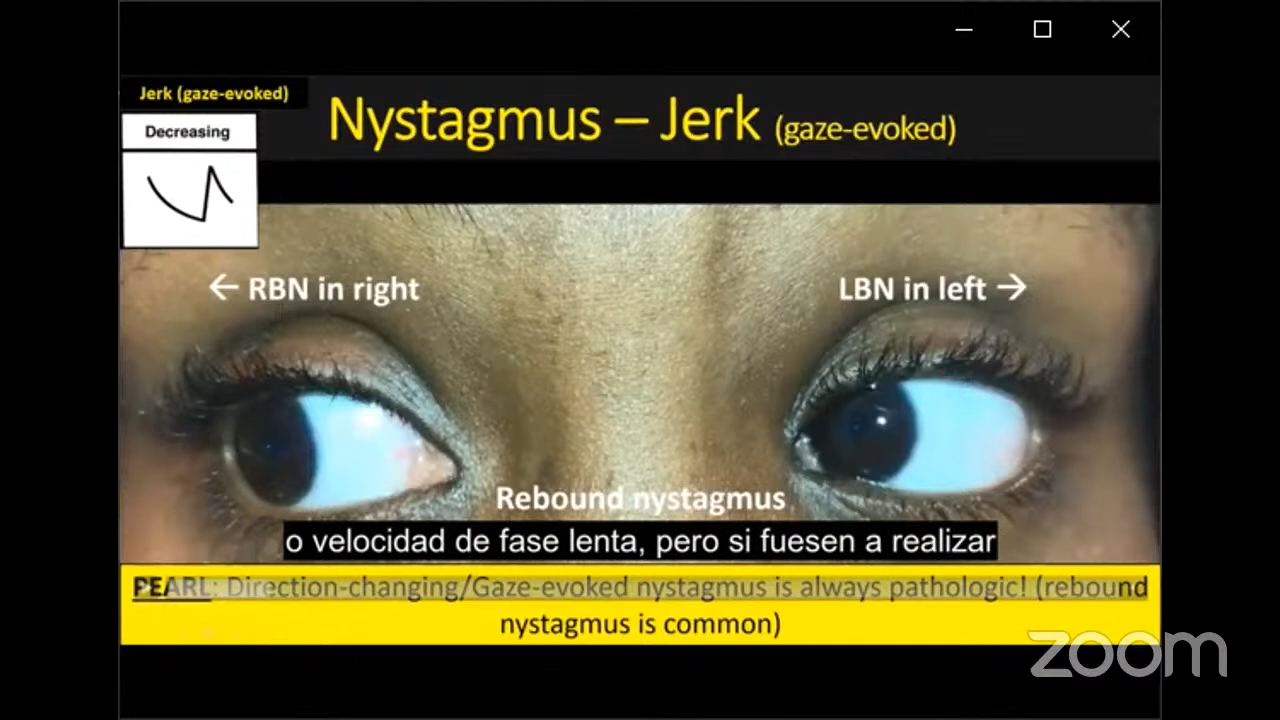 Jerk (gaze-evoked)
Decreasing
Nystagmus – Jerk (gaze-evoked)
← RBN in right
LBN in left →
Rebound nystagmus
o velocidad de fase lenta, pero si fuesen a realizar
PEARL: Direction-changing/Gaze-evoked nystagmus is always pathologic! (rebound
nystagmus is common)
zoom